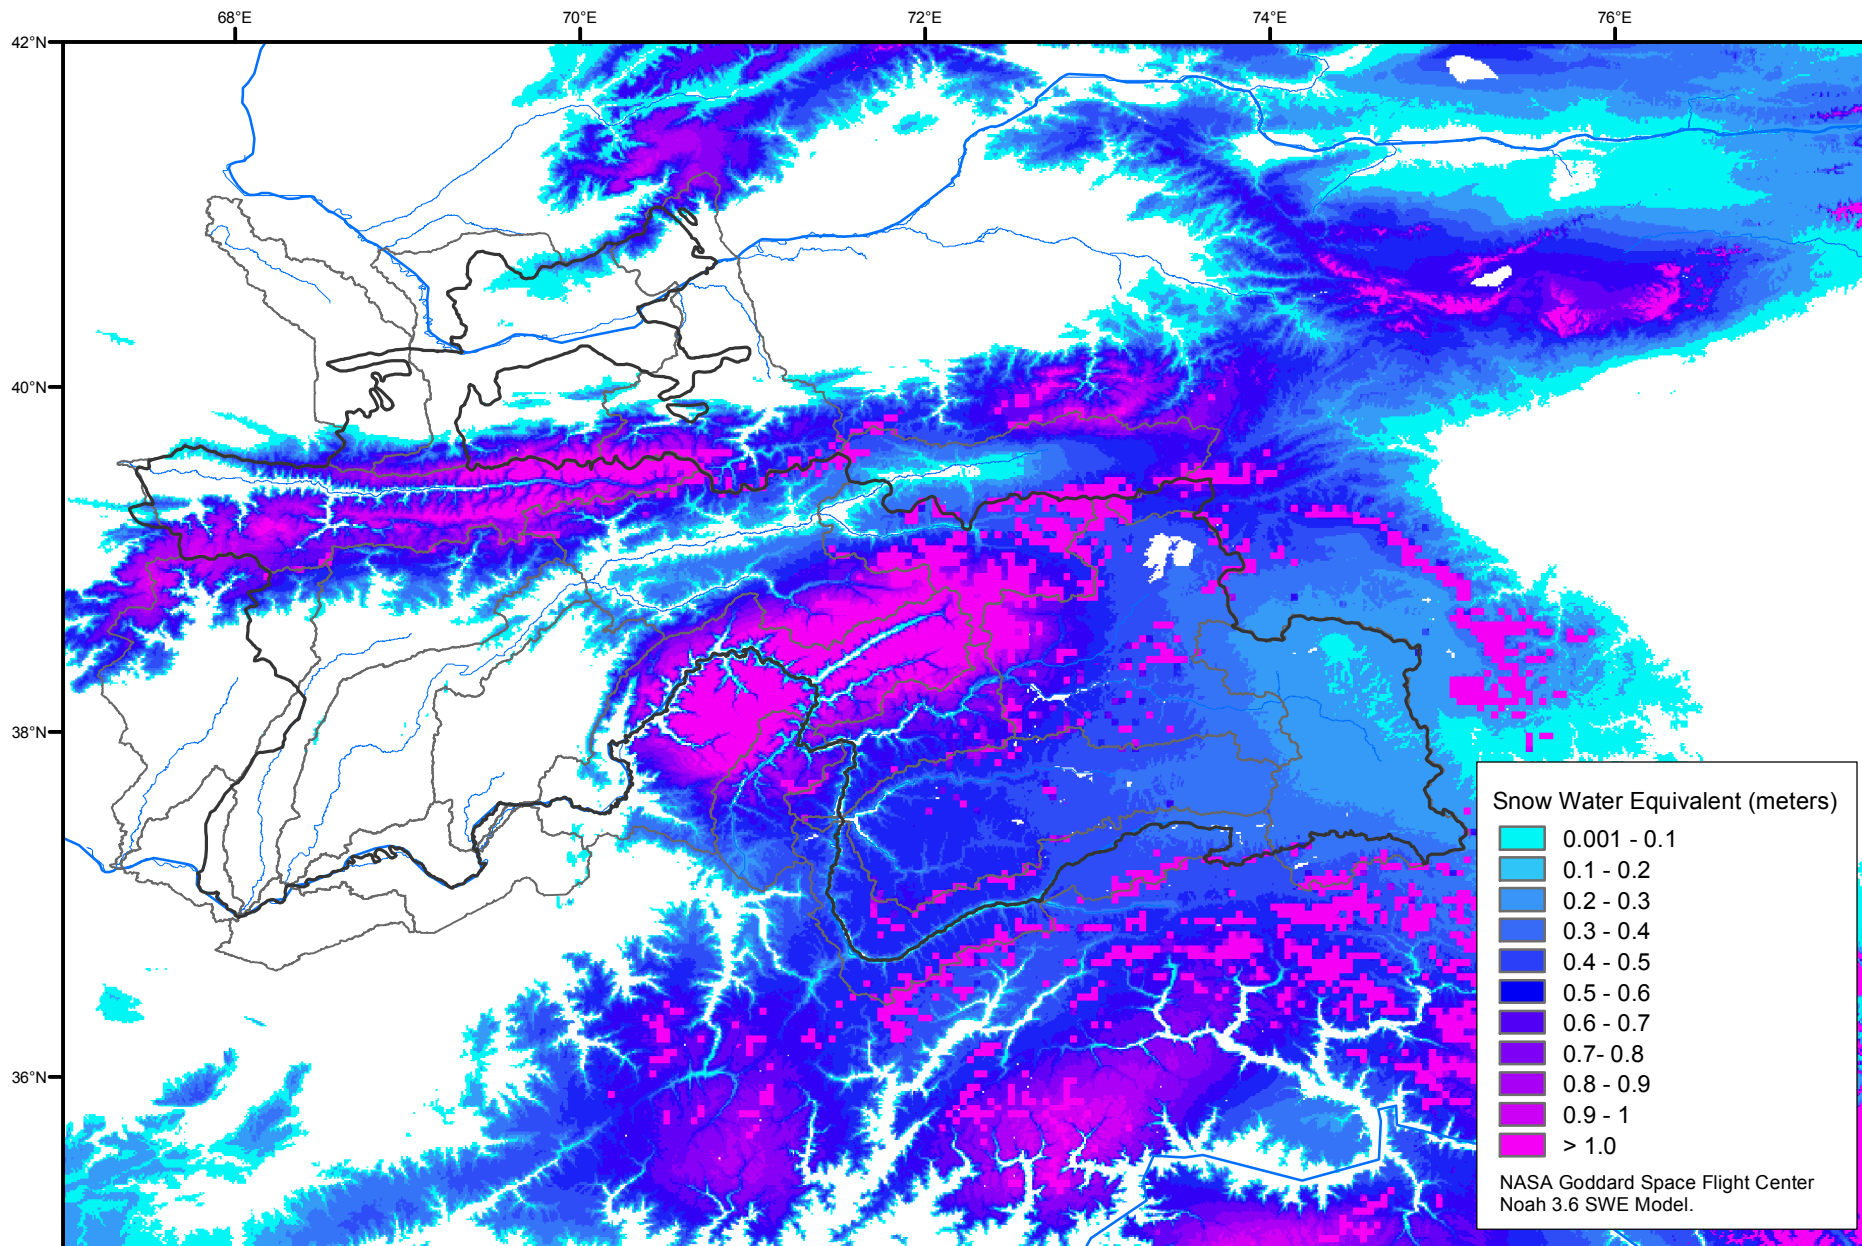 68°E
70°E
72°E
74°E
76°E
42°N
40°N
38°N
36°N
Snow Water Equivalent (meters)
0.001 - 0.1
0.1 - 0.2
0.2 - 0.3
0.3 - 0.4
0.4 - 0.5
0.5 - 0.6
0.6 - 0.7
0.7- 0.8
0.8 - 0.9
0.9 - 1
> 1.0
NASA Goddard Space Flight Center
Noah 3.6 SWE Model.